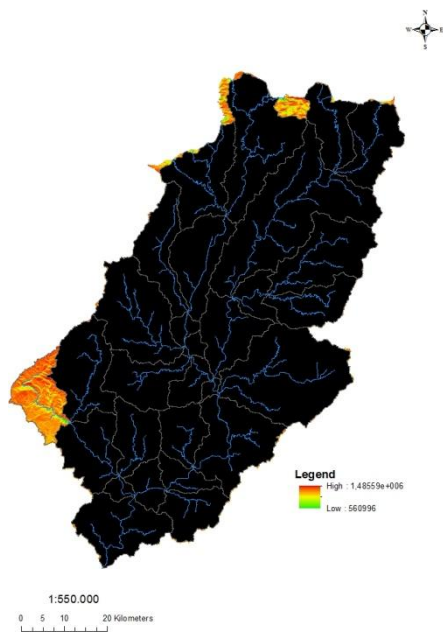 N
W E
S
Legend
High : 1,48559e+006
Low : 560996
1:550.000
0 5 10 20 Kilometers